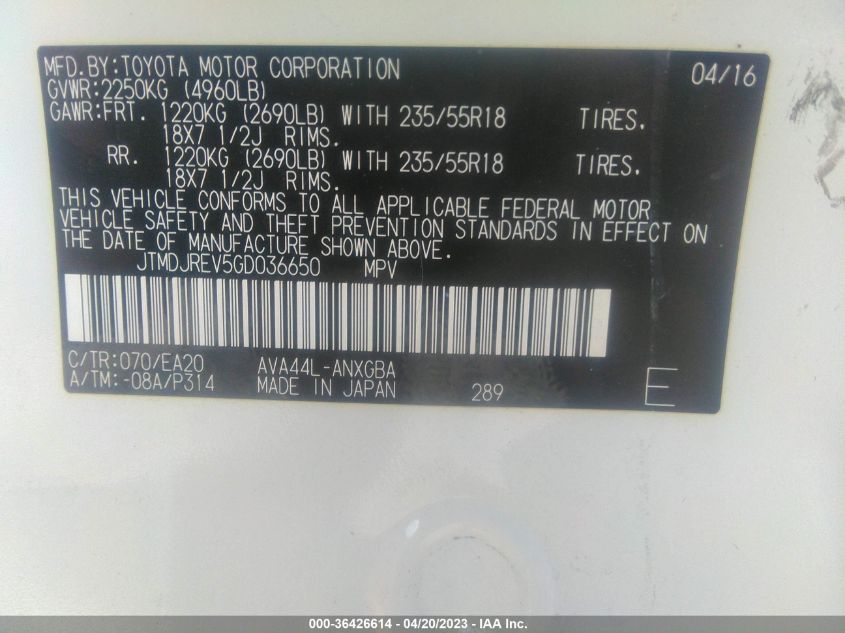 MFD.BY:TOYOTA MOTOR CORPORATION 04/16
GVWR:2250KG (4960LB)
GAWR:FRT. 1220KG (2690LB) WITH 235/55R18 TIRES.
18X7 1/2J RIMS.
RR. 1220KG (2690LB) WITH 235/55R18 TIRES.
18X7 1/2J RIMS.
THIS VEHICLE CONFORMS TO ALL APPLICABLE FEDERAL MOTOR
VEHICLE SAFETY AND THEFT PREVENTION STANDARDS IN EFFECT ON
THE DATE OF MANUFACTURE SHOWN ABOVE.
JTMDJREV5GD036650 MPV
C/TR:070/EA20 AVA44L-ANXGBA
A/TM:-08A/P314 MADE IN JAPAN 289 E
000-36426614 - 04/20/2023 - IAA Inc.